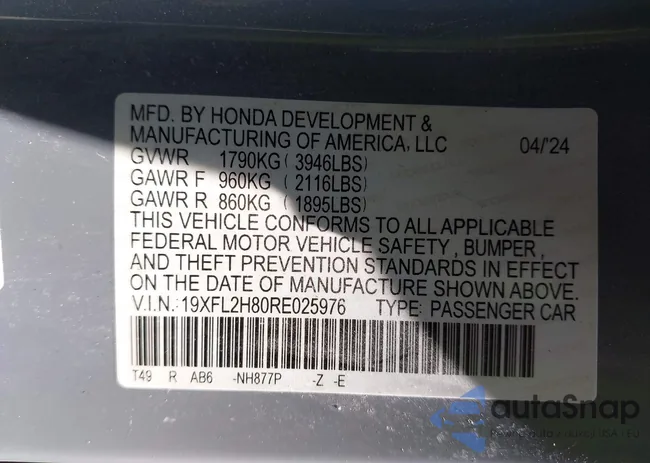 MFD. BY HONDA DEVELOPMENT &
MANUFACTURING OF AMERICA, LLC 04/'24
GVWR 1790KG ( 3946LBS)
GAWR F 960KG ( 2116LBS)
GAWR R 860KG ( 1895LBS)
THIS VEHICLE CONFORMS TO ALL APPLICABLE
FEDERAL MOTOR VEHICLE SAFETY , BUMPER,
AND THEFT PREVENTION STANDARDS IN EFFECT
ON THE DATE OF MANUFACTURE SHOWN ABOVE.
V.I.N.: 19XFL2H80RE025976 TYPE: PASSENGER CAR
T49 R AB6 -NH877P -Z -E
autoSnap